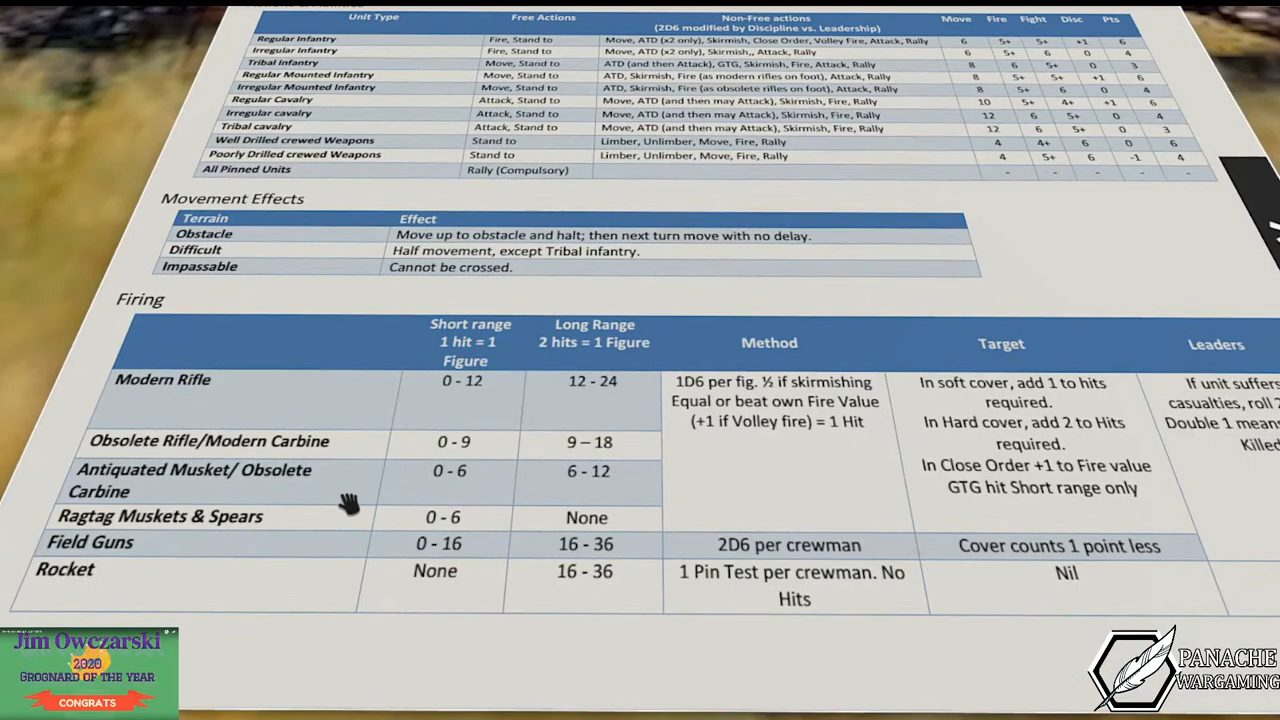 Unit Type Free Actions Non-Free actions Move Fire Fight Disc Pts
(2D6 modified by Discipline vs. Leadership)
Regular Infantry Fire, Stand to Move, ATD (x2 only), Skirmish, Close Order, Volley Fire, Attack, Rally 6 5+ 5+ +1 6
Irregular Infantry Fire, Stand to Move, ATD (x2 only), Skirmish,, Attack, Rally 6 5+ 6 0 4
Tribal Infantry Move, Stand to ATD (and then Attack), GTG, Skirmish, Fire, Attack, Rally 8 6 5+ 0 3
Regular Mounted Infantry Move, Stand to ATD, Skirmish, Fire (as modern rifles on foot), Attack, Rally 8 5+ 5+ +1 6
Irregular Mounted Infantry Move, Stand to ATD, Skirmish, Fire (as obsolete rifles on foot), Attack, Rally 8 5+ 6 0 4
Regular Cavalry Attack, Stand to Move, ATD (and then may Attack), Skirmish, Fire, Rally 10 5+ 4+ +1 6
Irregular cavalry Attack, Stand to Move, ATD (and then may Attack), Skirmish, Fire, Rally 12 6 5+ 0 4
Tribal cavalry Attack, Stand to Move, ATD (and then may Attack), Skirmish, Fire, Rally 12 6 5+ 0 3
Well Drilled crewed Weapons Stand to Limber, Unlimber, Move, Fire, Rally 4 4+ 6 0 6
Poorly Drilled crewed Weapons Stand to Limber, Unlimber, Move, Fire, Rally 4 5+ 6 -1 4
All Pinned Units Rally (Compulsory) - - - - -
Movement Effects
Terrain Effect
Obstacle Move up to obstacle and halt; then next turn move with no delay.
Difficult Half movement, except Tribal infantry.
Impassable Cannot be crossed.
Firing
Short range Long Range
1 hit = 1 2 hits = 1 Figure Method Target Leaders
Figure
Modern Rifle 0 - 12 12 - 24 1D6 per fig. ½ if skirmishing In soft cover, add 1 to hits If unit suffers
Equal or beat own Fire Value required. casualties, roll
(+1 if Volley fire) = 1 Hit In Hard cover, add 2 to Hits Double 1 means
Obsolete Rifle/Modern Carbine 0 - 9 9 – 18 required. Killed
Antiquated Musket/ Obsolete 0 - 6 6 - 12 In Close Order +1 to Fire value
Carbine GTG hit Short range only
Ragtag Muskets & Spears 0 - 6 None
Field Guns 0 - 16 16 - 36 2D6 per crewman Cover counts 1 point less
Rocket None 16 - 36 1 Pin Test per crewman. No Nil
Hits
Jim Owczarski
2020
GROGNARD OF THE YEAR
CONGRATS
PANACHE
WARGAMING